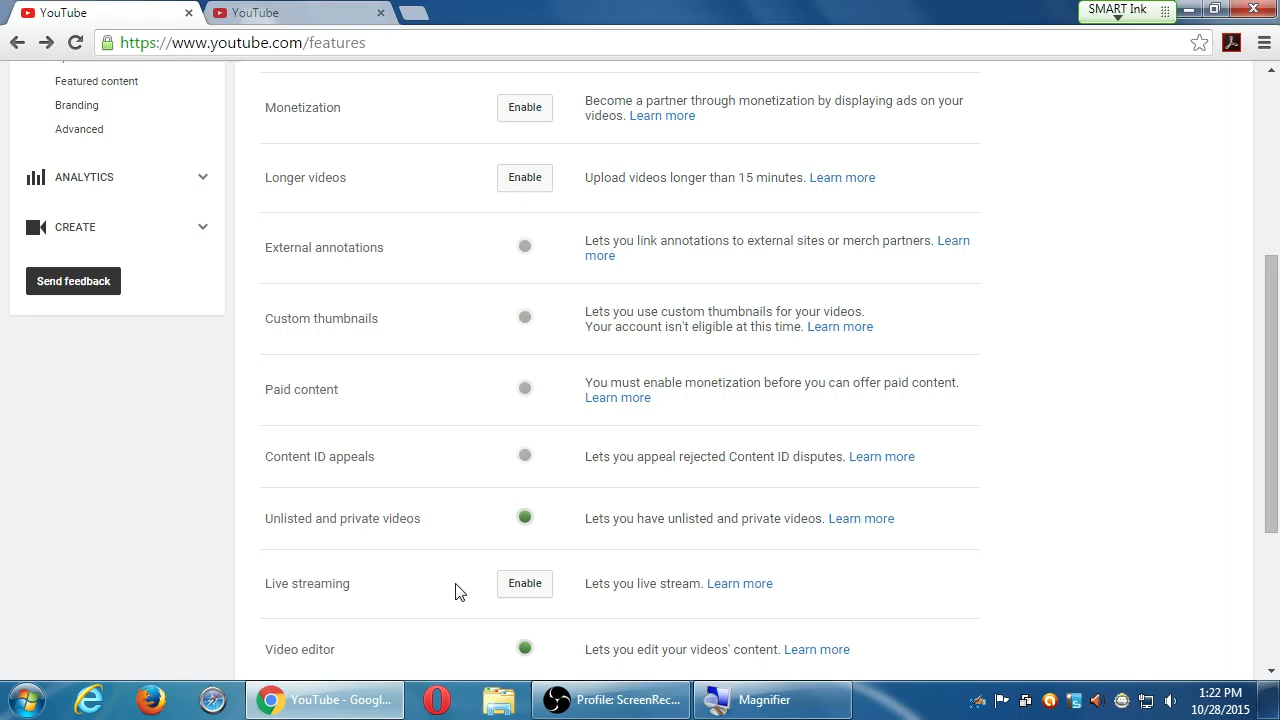 YouTube
YouTube
SMART Ink
https://www.youtube.com/features
Featured content
Branding
Advanced
ANALYTICS
CREATE
Send feedback
Monetization
Enable
Become a partner through monetization by displaying ads on your
videos. Learn more
Longer videos
Enable
Upload videos longer than 15 minutes. Learn more
External annotations
Lets you link annotations to external sites or merch partners. Learn
more
Custom thumbnails
Lets you use custom thumbnails for your videos.
Your account isn't eligible at this time. Learn more
Paid content
You must enable monetization before you can offer paid content.
Learn more
Content ID appeals
Lets you appeal rejected Content ID disputes. Learn more
Unlisted and private videos
Lets you have unlisted and private videos. Learn more
Live streaming
Enable
Lets you live stream. Learn more
Video editor
Lets you edit your videos' content. Learn more
YouTube - Googl...
Profile: ScreenRec...
Magnifier
1:22 PM
10/28/2015